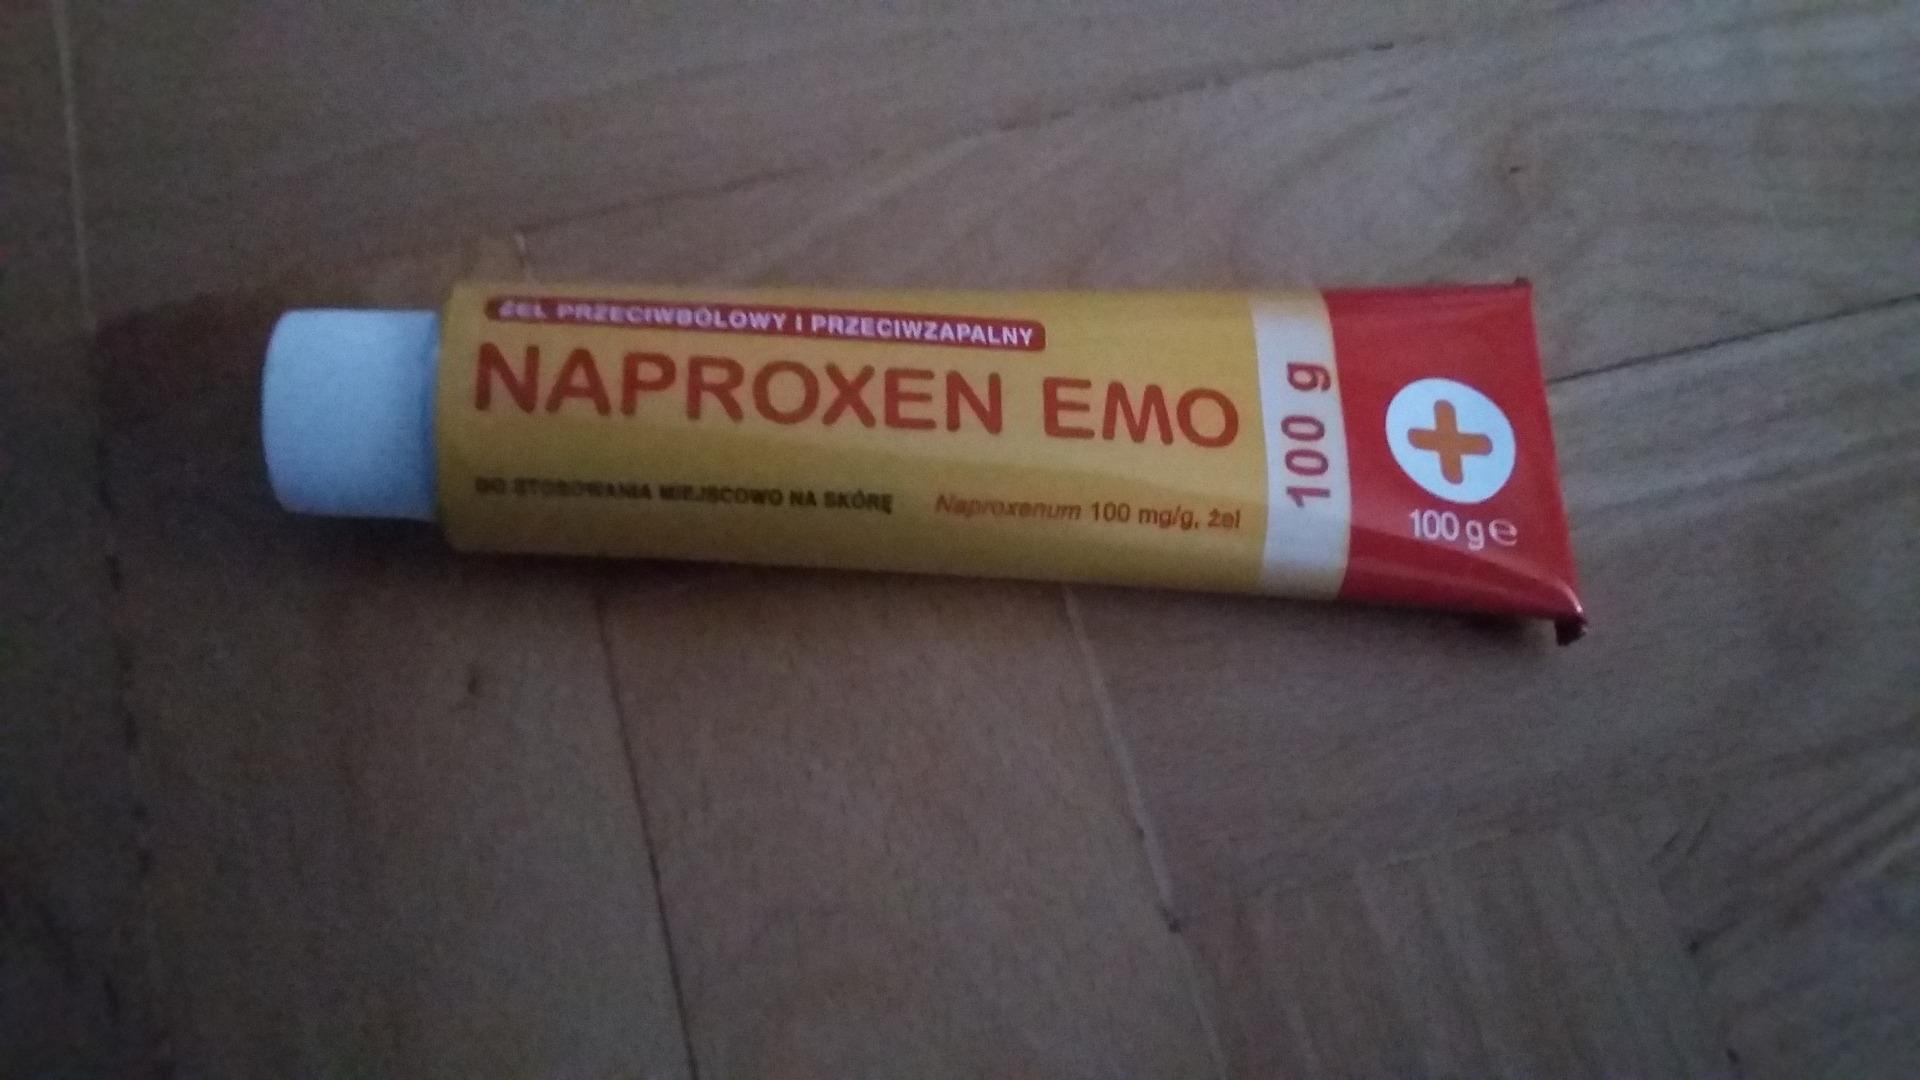 ŻEL PRZECIWBÓLOWY I PRZECIWZAPALNY
NAPROXEN EMO
DO STOSOWANIA MIEJSCOWO NA SKÓRĘ
Naproxenum 100 mg/g, żel
100 g
100 g e